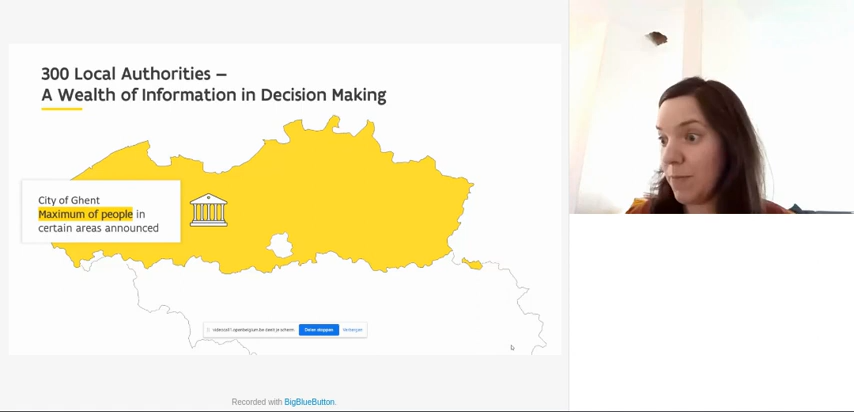 300 Local Authorities –
A Wealth of Information in Decision Making
City of Ghent
Maximum of people in
certain areas announced
Delen stoppen
Verbergen
Recorded with BigBlueButton.